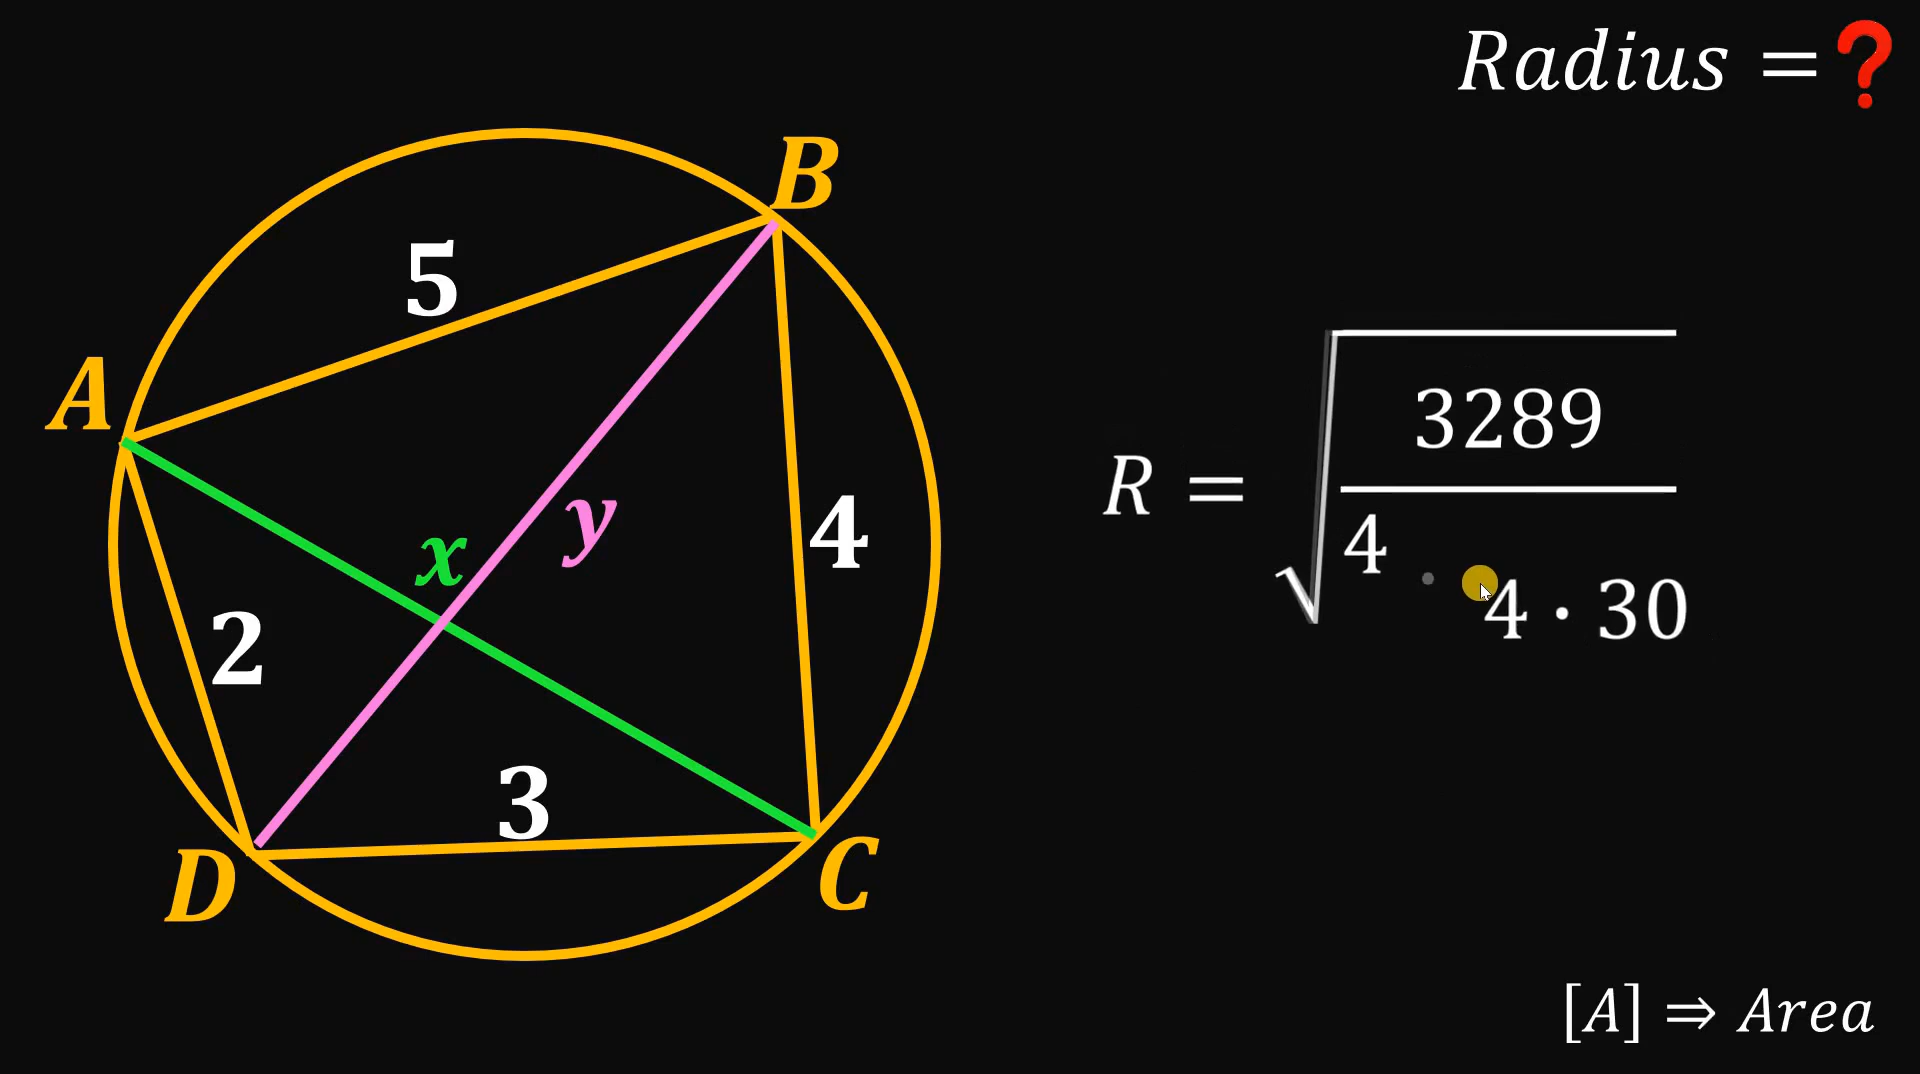 Radius = ❓
B
5
A
x
y
4
2
3
D
C
R = √
3289
4 · 4 · 30
[A] ⇒ Area